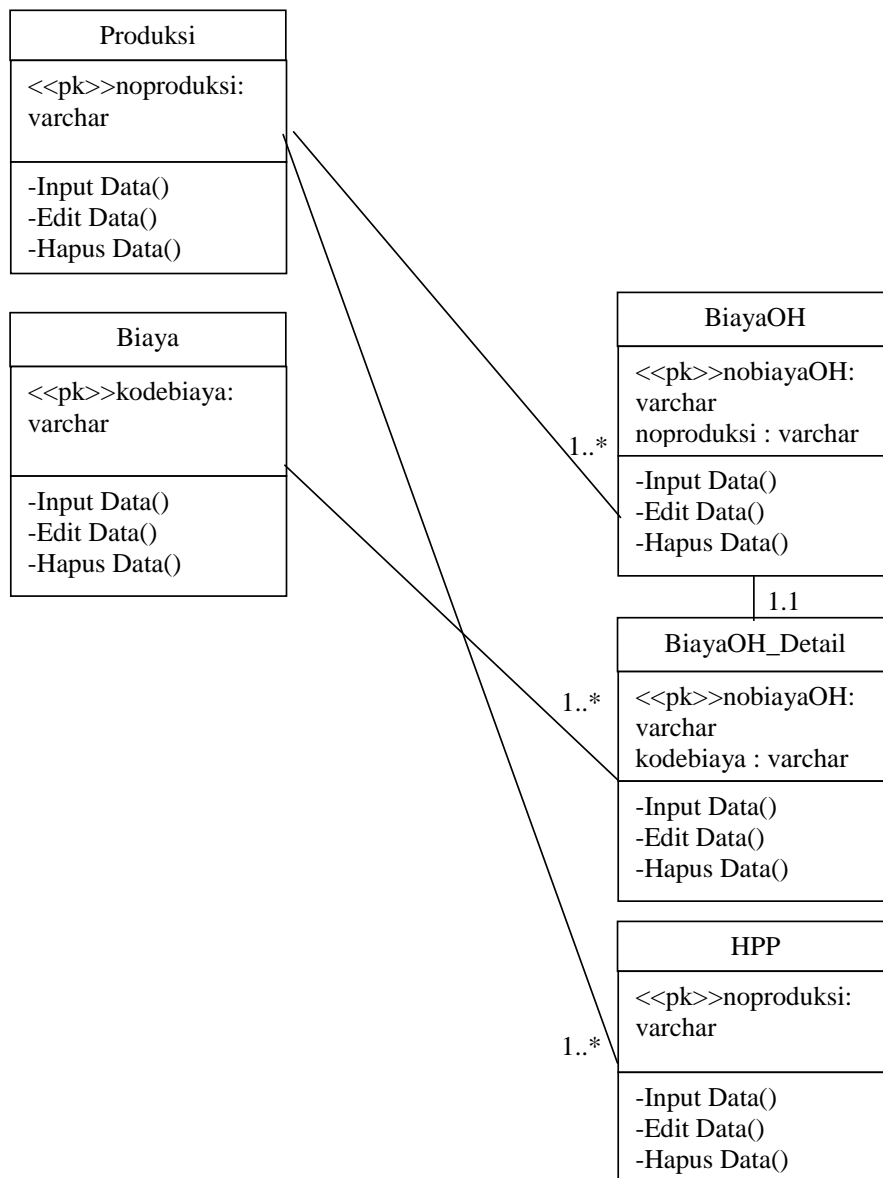 Produksi
<<pk>>noproduksi:
varchar
-Input Data()
-Edit Data()
-Hapus Data()
Biaya
<<pk>>kodebiaya:
varchar
-Input Data()
-Edit Data()
-Hapus Data()
BiayaOH
<<pk>>nobiayaOH:
varchar
noproduksi : varchar
1..*
-Input Data()
-Edit Data()
-Hapus Data()
1.1
BiayaOH_Detail
<<pk>>nobiayaOH:
varchar
kodebiaya : varchar
1..*
-Input Data()
-Edit Data()
-Hapus Data()
HPP
<<pk>>noproduksi:
varchar
1..*
-Input Data()
-Edit Data()
-Hapus Data()